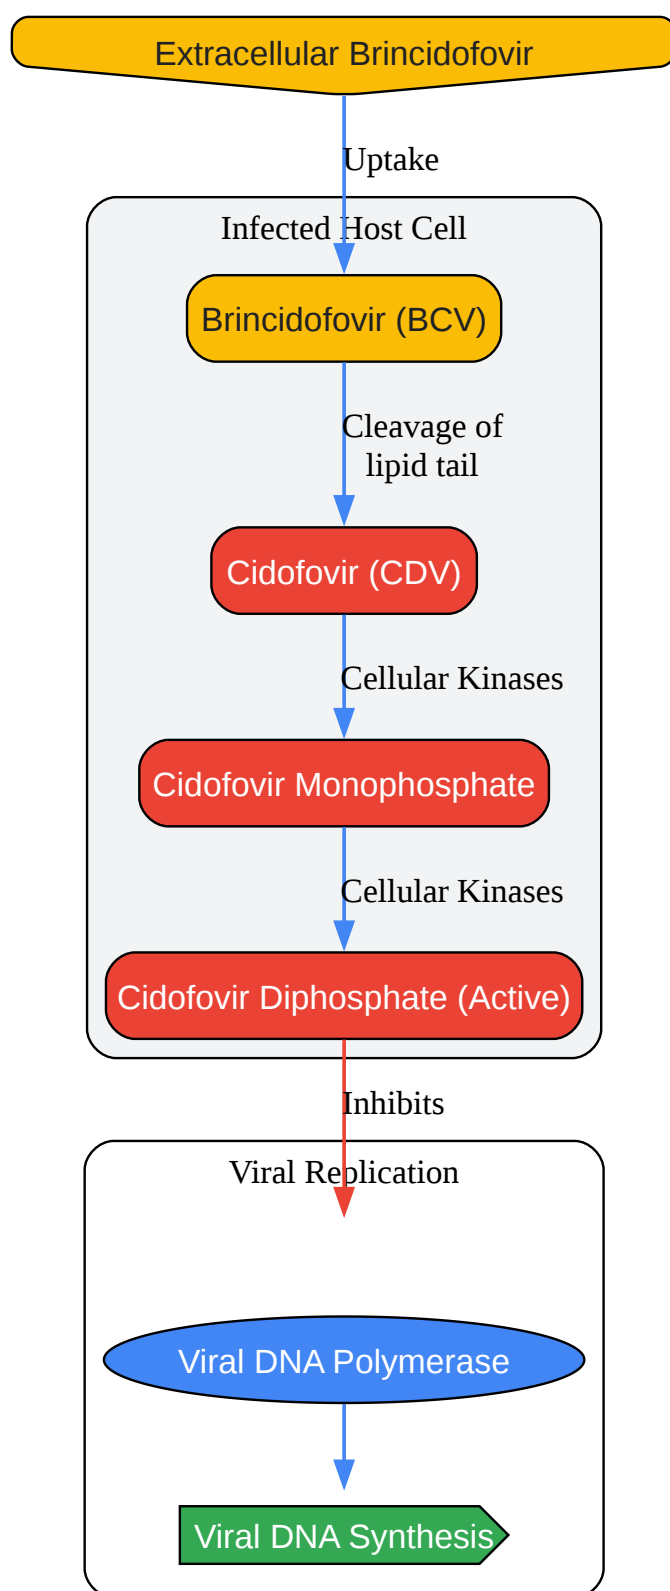 Extracellular Brincidofovir
Uptake
Infected Host Cell
Brincidofovir (BCV)
Cleavage of
lipid tail
Cidofovir (CDV)
Cellular Kinases
Cidofovir Monophosphate
Cellular Kinases
Cidofovir Diphosphate (Active)
Inhibits
Viral Replication
Viral DNA Polymerase
Viral DNA Synthesis